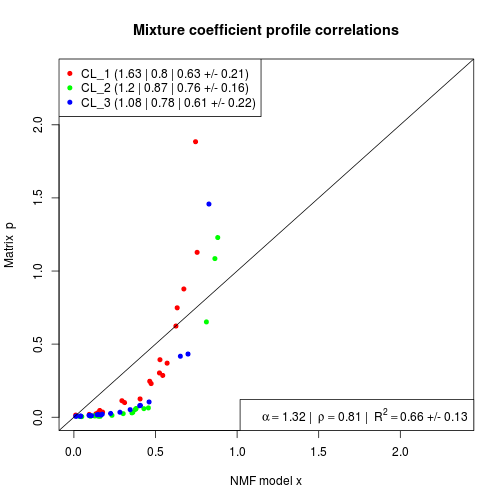 Mixture coefficient profile correlations
CL_1 (1.63 | 0.8 | 0.63 +/- 0.21)
CL_2 (1.2 | 0.87 | 0.76 +/- 0.16)
CL_3 (1.08 | 0.78 | 0.61 +/- 0.22)
Matrix p
2.0
1.5
1.0
0.5
0.0
α = 1.32 | ρ = 0.81 | R² = 0.66 +/- 0.13
0.0 0.5 1.0 1.5 2.0
NMF model x